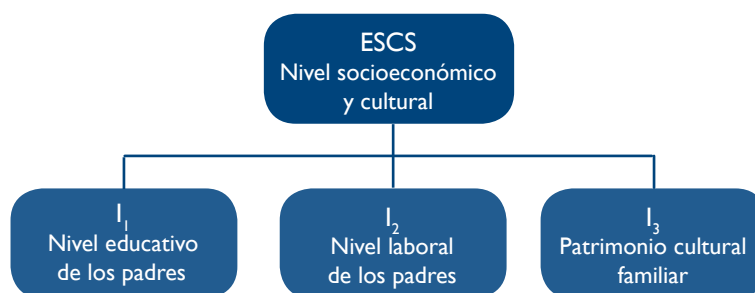 ESCS
Nivel socioeconómico
y cultural
I₁
Nivel educativo
de los padres
I₂
Nivel laboral
de los padres
I₃
Patrimonio cultural
familiar